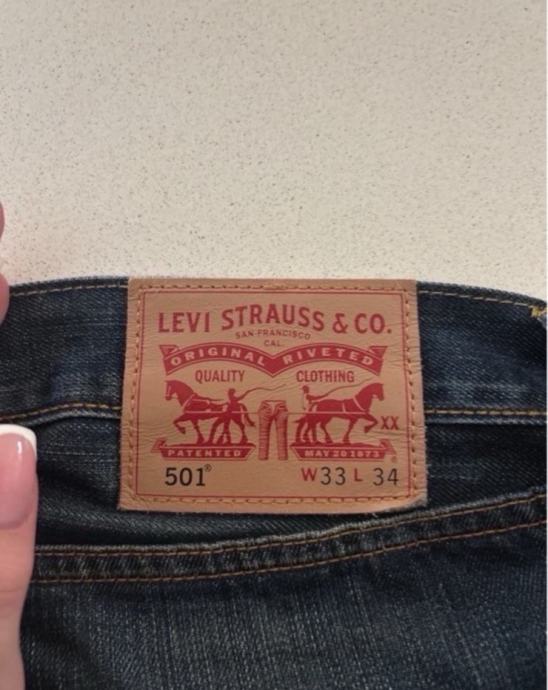 LEVI STRAUSS & CO.
SAN FRANCISCO
CAL.
ORIGINAL RIVETED
QUALITY CLOTHING
XX
PATENTED MAY 20 1873
501® W33 L 34